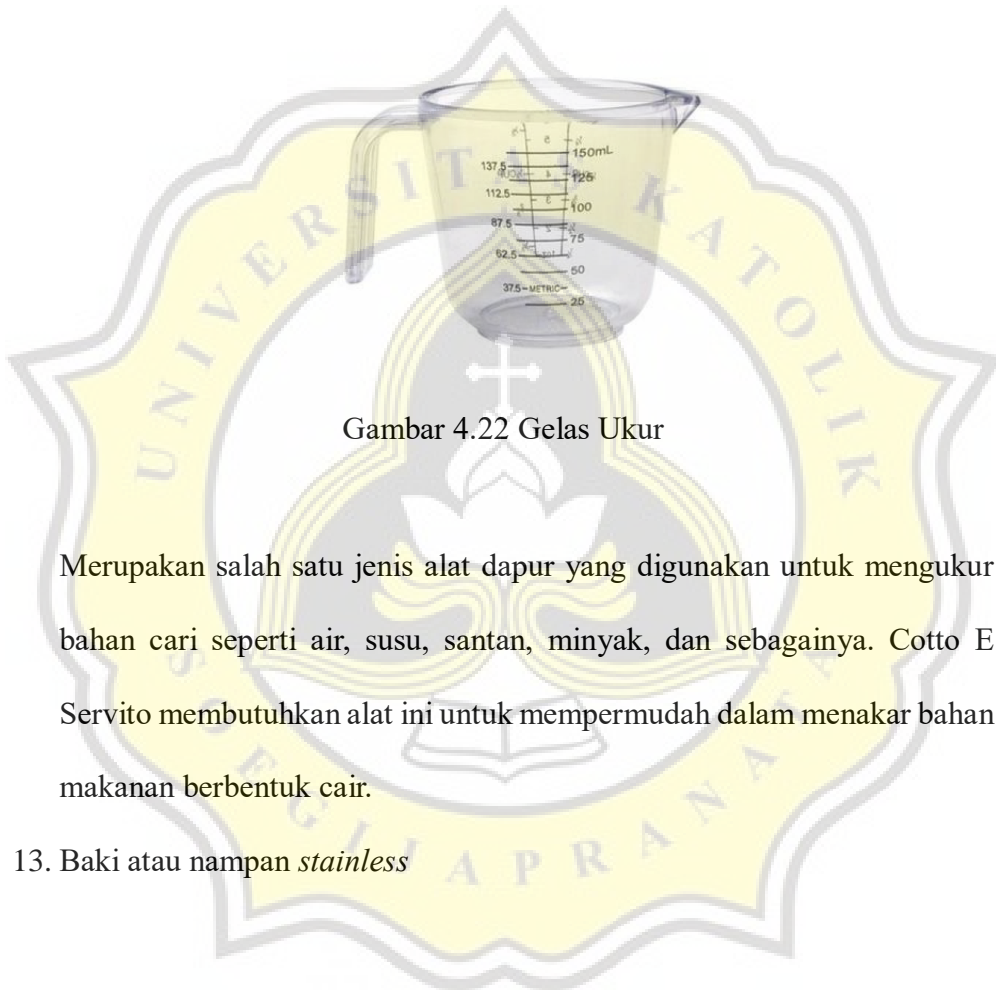 150mL
137.5
125
112.5
100
87.5
75
62.5
50
37.5-METRIC-
25
UNIVERSITAS KATOLIK
Gambar 4.22 Gelas Ukur
Merupakan salah satu jenis alat dapur yang digunakan untuk mengukur
bahan cari seperti air, susu, santan, minyak, dan sebagainya. Cotto E
Servito membutuhkan alat ini untuk mempermudah dalam menakar bahan
makanan berbentuk cair.
13. Baki atau nampan stainless
SOEGIJAPRANATA